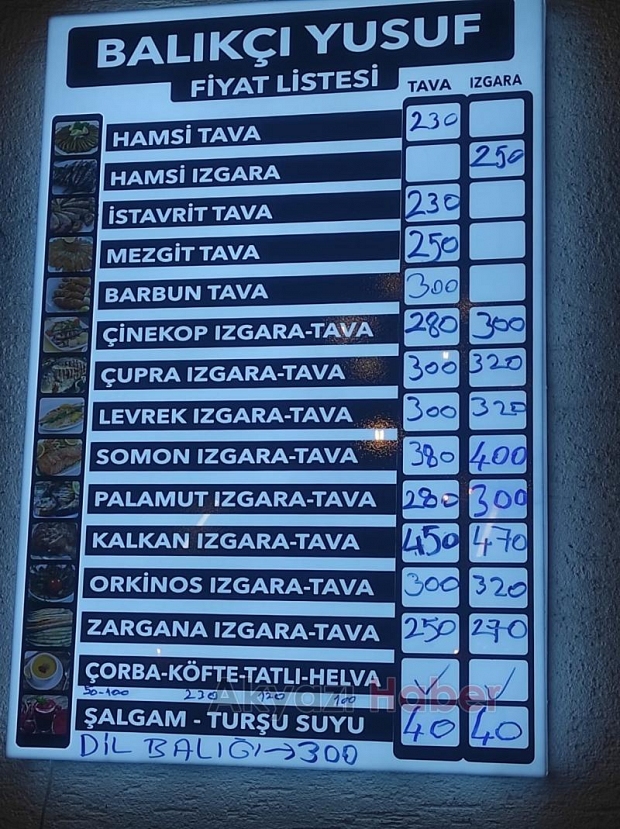 BALIKÇI YUSUF
FİYAT LİSTESİ TAVA IZGARA
HAMSİ TAVA 230
HAMSİ IZGARA 250
İSTAVRİT TAVA 230
MEZGİT TAVA 250
BARBUN TAVA 300
ÇİNEKOP IZGARA-TAVA 280 300
ÇUPRA IZGARA-TAVA 300 320
LEVREK IZGARA-TAVA 300 320
SOMON IZGARA-TAVA 380 400
PALAMUT IZGARA-TAVA 280 300
KALKAN IZGARA-TAVA 450 470
ORKİNOS IZGARA-TAVA 300 320
ZARGANA IZGARA-TAVA 250 270
ÇORBA-KÖFTE-TATLI-HELVA ✓ ✓
50-100 230 120 100
Akyazı Haber
ŞALGAM - TURŞU SUYU 40 40
DİL BALIĞI→300